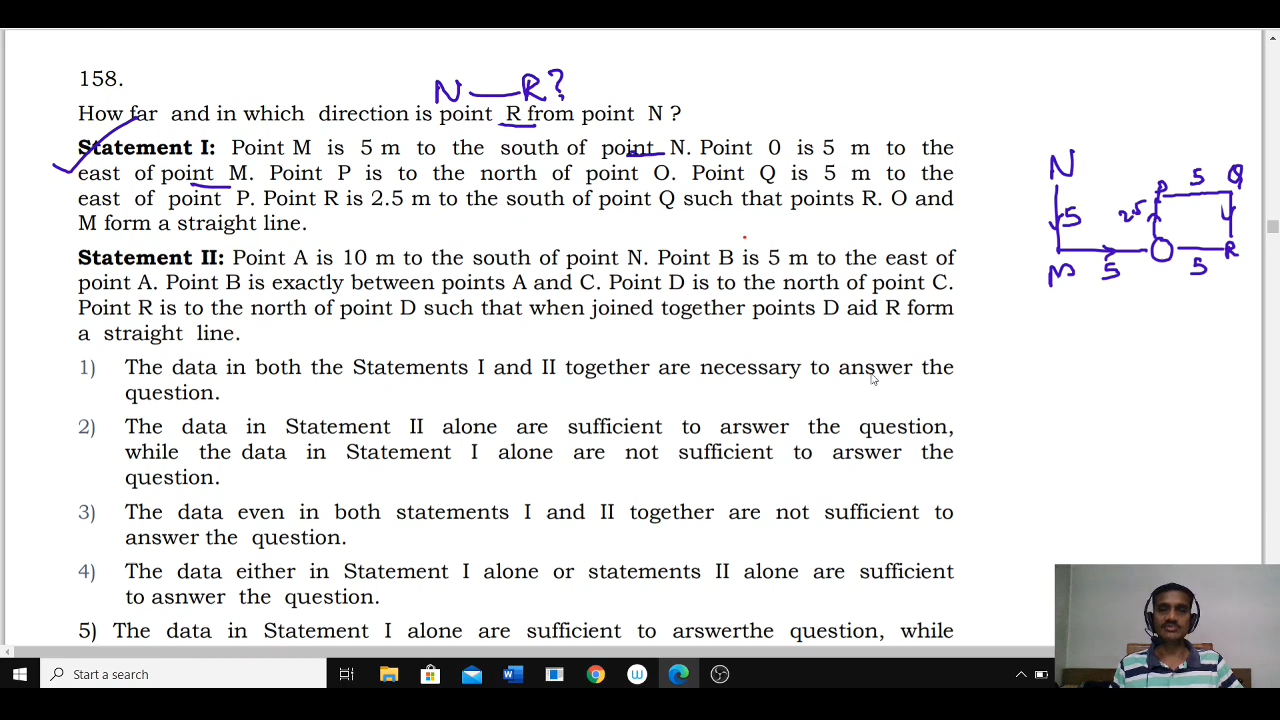 158.
N R?
How far and in which direction is point R from point N ?
Statement I: Point M is 5 m to the south of point N. Point 0 is 5 m to the
east of point M. Point P is to the north of point O. Point Q is 5 m to the
east of point P. Point R is 2.5 m to the south of point Q such that points R. O and
M form a straight line.
Statement II: Point A is 10 m to the south of point N. Point B is 5 m to the east of
point A. Point B is exactly between points A and C. Point D is to the north of point C.
Point R is to the north of point D such that when joined together points D aid R form
a straight line.
1) The data in both the Statements I and II together are necessary to answer the
question.
2) The data in Statement II alone are sufficient to arswer the question,
while the data in Statement I alone are not sufficient to arswer the
question.
3) The data even in both statements I and II together are not sufficient to
answer the question.
4) The data either in Statement I alone or statements II alone are sufficient
to asnwer the question.
5) The data in Statement I alone are sufficient to arswerthe question, while
N
P 5 Q
5 2.5
O R
M 5 5
Start a search